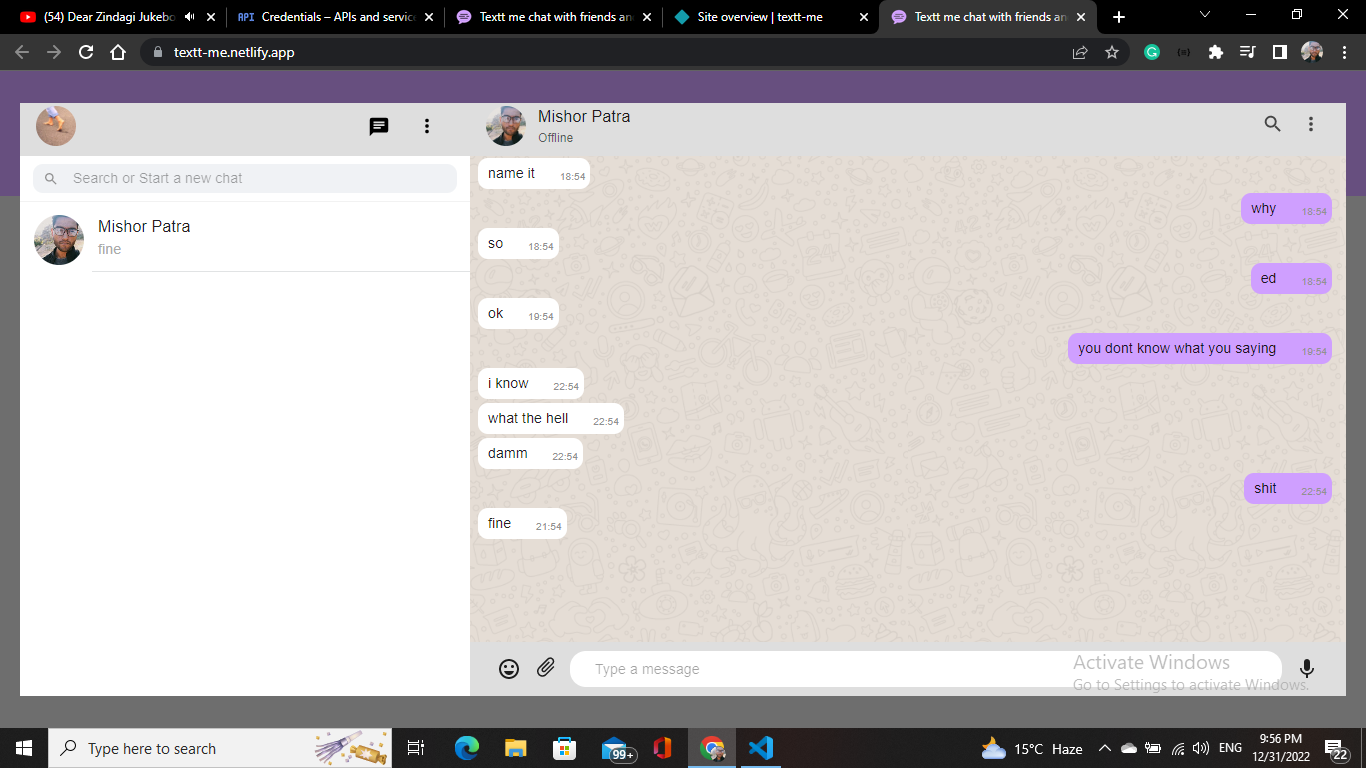 (54) Dear Zindagi Jukebo
API Credentials – APIs and service
Textt me chat with friends an
Site overview | textt-me
Textt me chat with friends an
textt-me.netlify.app
Mishor Patra
Offline
Search or Start a new chat
Mishor Patra
fine
name it 18:54
why 18:54
so 18:54
ed 18:54
ok 19:54
you dont know what you saying 19:54
i know 22:54
what the hell 22:54
damm 22:54
shit 22:54
fine 21:54
Type a message
Activate Windows
Go to Settings to activate Windows.
Type here to search
99+
15°C Haze
ENG
9:56 PM
12/31/2022
22